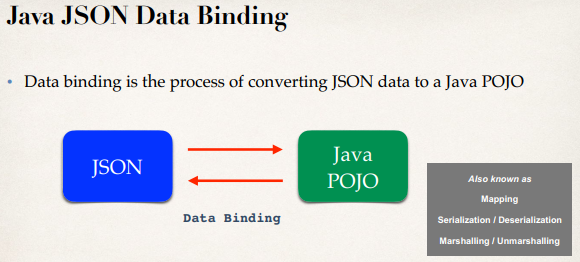 Java JSON Data Binding
• Data binding is the process of converting JSON data to a Java POJO
JSON
Java
POJO
Data Binding
Also known as
Mapping
Serialization / Deserialization
Marshalling / Unmarshalling